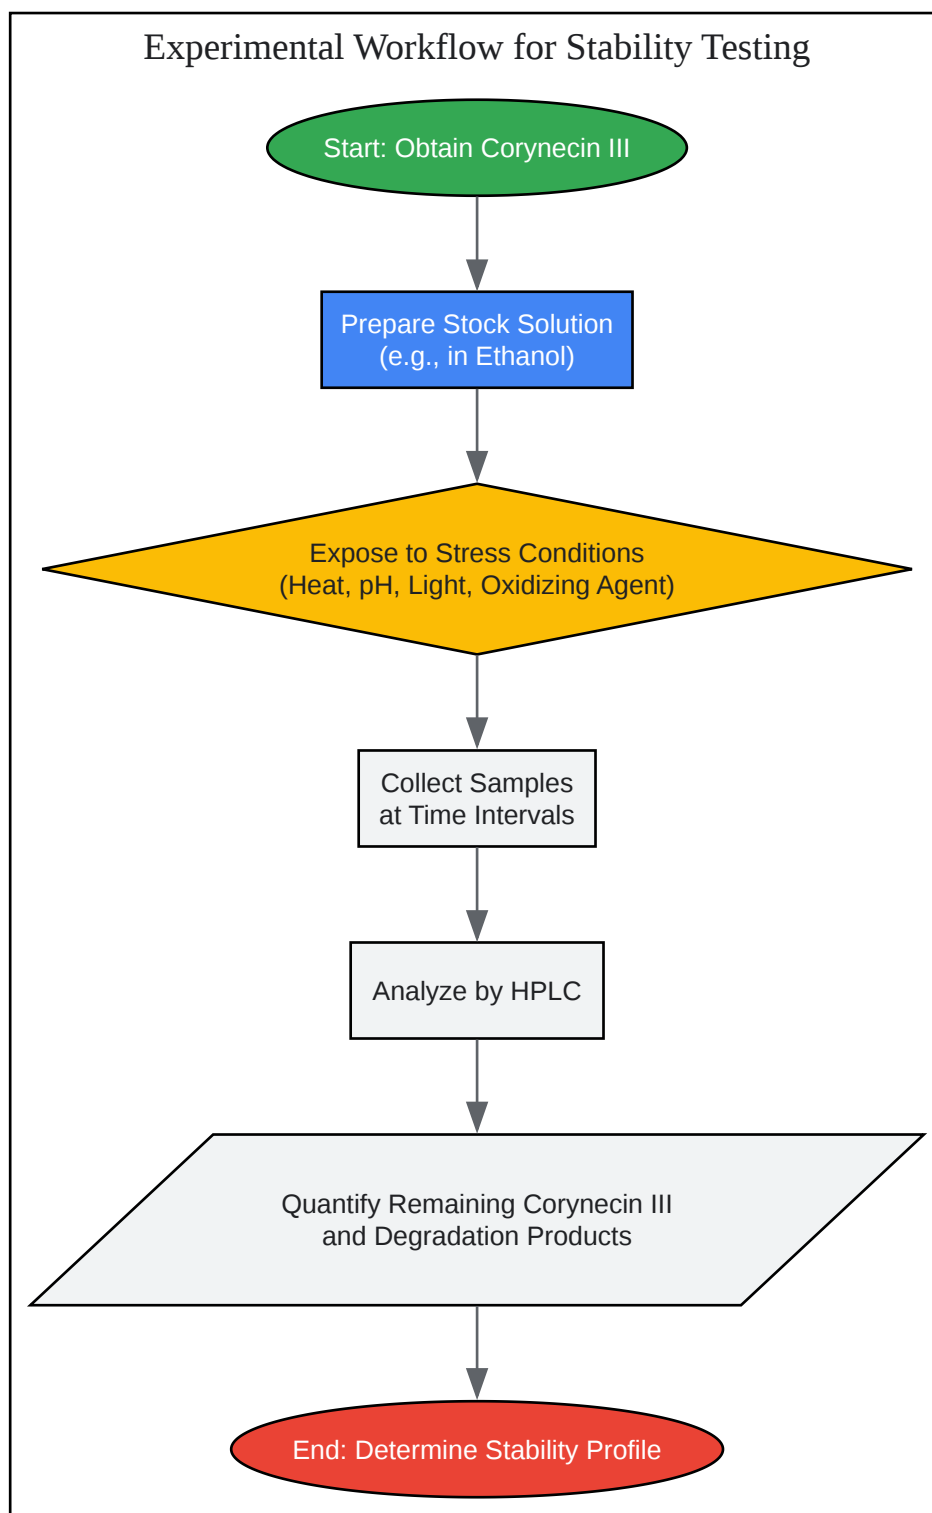 Experimental Workflow for Stability Testing
Start: Obtain Corynecin III
Prepare Stock Solution
(e.g., in Ethanol)
Expose to Stress Conditions
(Heat, pH, Light, Oxidizing Agent)
Collect Samples
at Time Intervals
Analyze by HPLC
Quantify Remaining Corynecin III
and Degradation Products
End: Determine Stability Profile